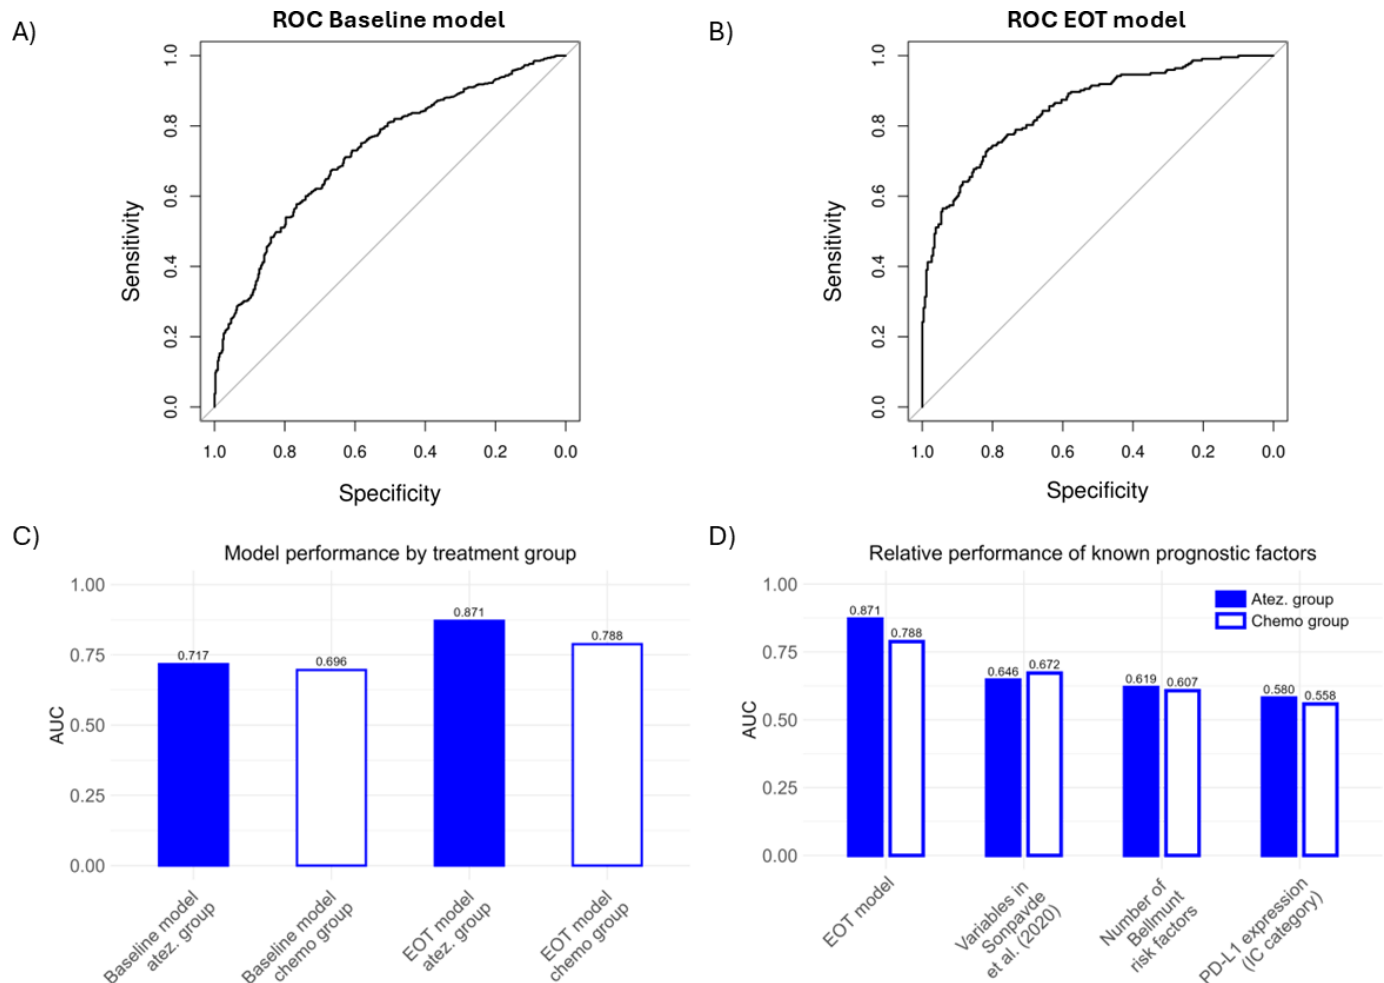 A)
ROC Baseline model
1.0
0.8
0.6
0.4
0.2
0.0
Sensitivity
1.0 0.8 0.6 0.4 0.2 0.0
Specificity
B)
ROC EOT model
1.0
0.8
0.6
0.4
0.2
0.0
Sensitivity
1.0 0.8 0.6 0.4 0.2 0.0
Specificity
C)
Model performance by treatment group
1.00
0.75
0.50
0.25
0.00
AUC
0.717
0.696
0.871
0.788
Baseline model
atez. group
Baseline model
chemo group
EOT model
atez. group
EOT model
chemo group
D)
Relative performance of known prognostic factors
1.00
0.75
0.50
0.25
0.00
AUC
Atez. group
Chemo group
0.871
0.788
0.646
0.672
0.619
0.607
0.580
0.558
EOT model
Variables in
Sonpavde
et al. (2020)
Number of
Bellmunt
risk factors
PD-L1 expression
(IC category)